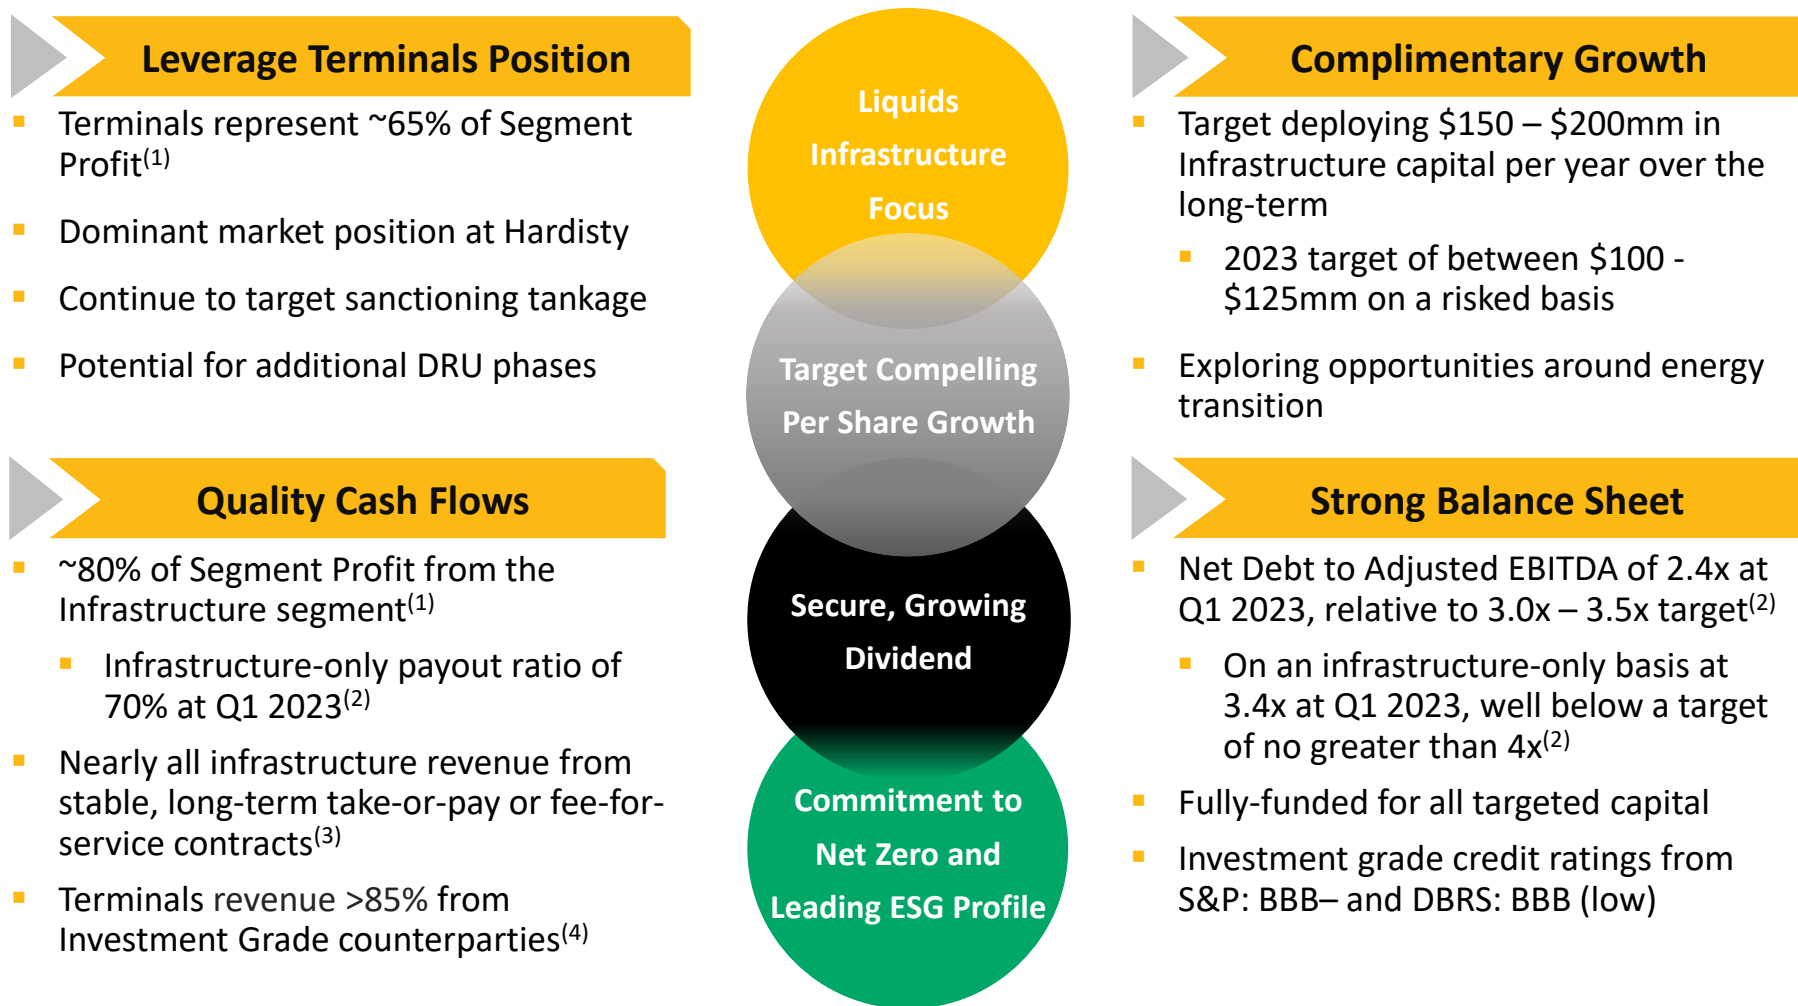 Leverage Terminals Position
▪ Terminals represent ~65% of Segment
Profit(1)
▪ Dominant market position at Hardisty
▪ Continue to target sanctioning tankage
▪ Potential for additional DRU phases
Quality Cash Flows
▪ ~80% of Segment Profit from the
Infrastructure segment(1)
▪ Infrastructure-only payout ratio of
70% at Q1 2023(2)
▪ Nearly all infrastructure revenue from
stable, long-term take-or-pay or fee-for-
service contracts(3)
▪ Terminals revenue >85% from
Investment Grade counterparties(4)
Liquids
Infrastructure
Focus
Target Compelling
Per Share Growth
Secure, Growing
Dividend
Commitment to
Net Zero and
Leading ESG Profile
Complimentary Growth
▪ Target deploying $150 – $200mm in
Infrastructure capital per year over the
long-term
▪ 2023 target of between $100 -
$125mm on a risked basis
▪ Exploring opportunities around energy
transition
Strong Balance Sheet
▪ Net Debt to Adjusted EBITDA of 2.4x at
Q1 2023, relative to 3.0x – 3.5x target(2)
▪ On an infrastructure-only basis at
3.4x at Q1 2023, well below a target
of no greater than 4x(2)
▪ Fully-funded for all targeted capital
▪ Investment grade credit ratings from
S&P: BBB– and DBRS: BBB (low)